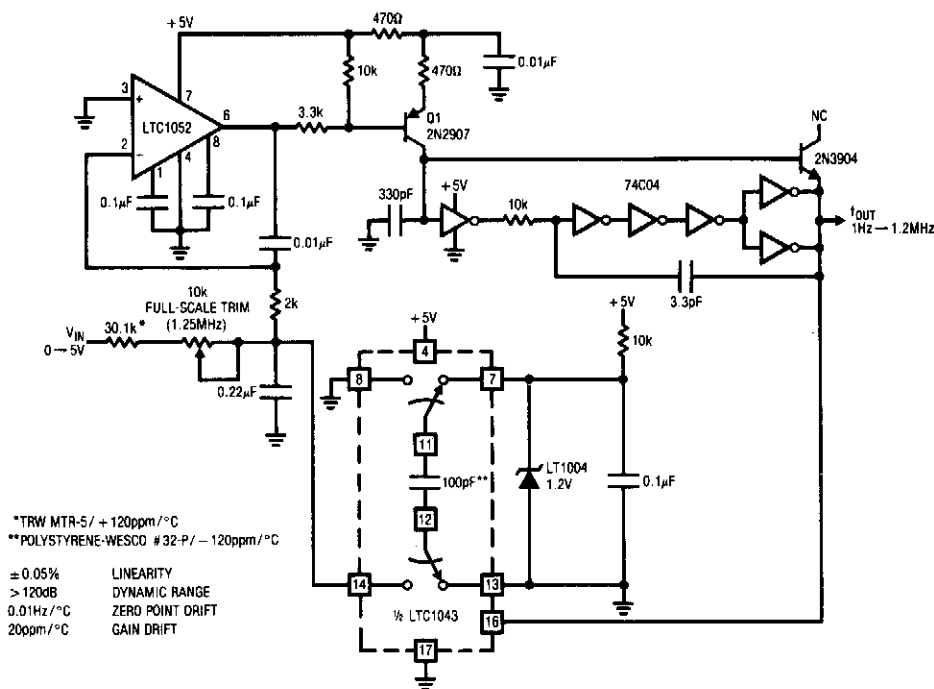 470Ω
+5V
10k
470Ω
0.01μF
3
+
7
LTC1052
6
3.3k
Q1
2N2907
NC
2
−
8
1
4
2N3904
0.1μF
0.1μF
330pF
+5V
10k
74C04
fOUT
1Hz→1.2MHz
0.01μF
3.3pF
10k
FULL-SCALE TRIM
(1.25MHz)
2k
+5V
VIN
0→5V
30.1k*
+5V
10k
4
8
7
0.22μF
11
100pF**
LT1004
1.2V
0.1μF
12
*TRW MTR-5/ +120ppm/°C
**POLYSTYRENE-WESCO #32-P/ −120ppm/°C
14
13
±0.05% LINEARITY
>120dB DYNAMIC RANGE
0.01Hz/°C ZERO POINT DRIFT
20ppm/°C GAIN DRIFT
½ LTC1043
16
17